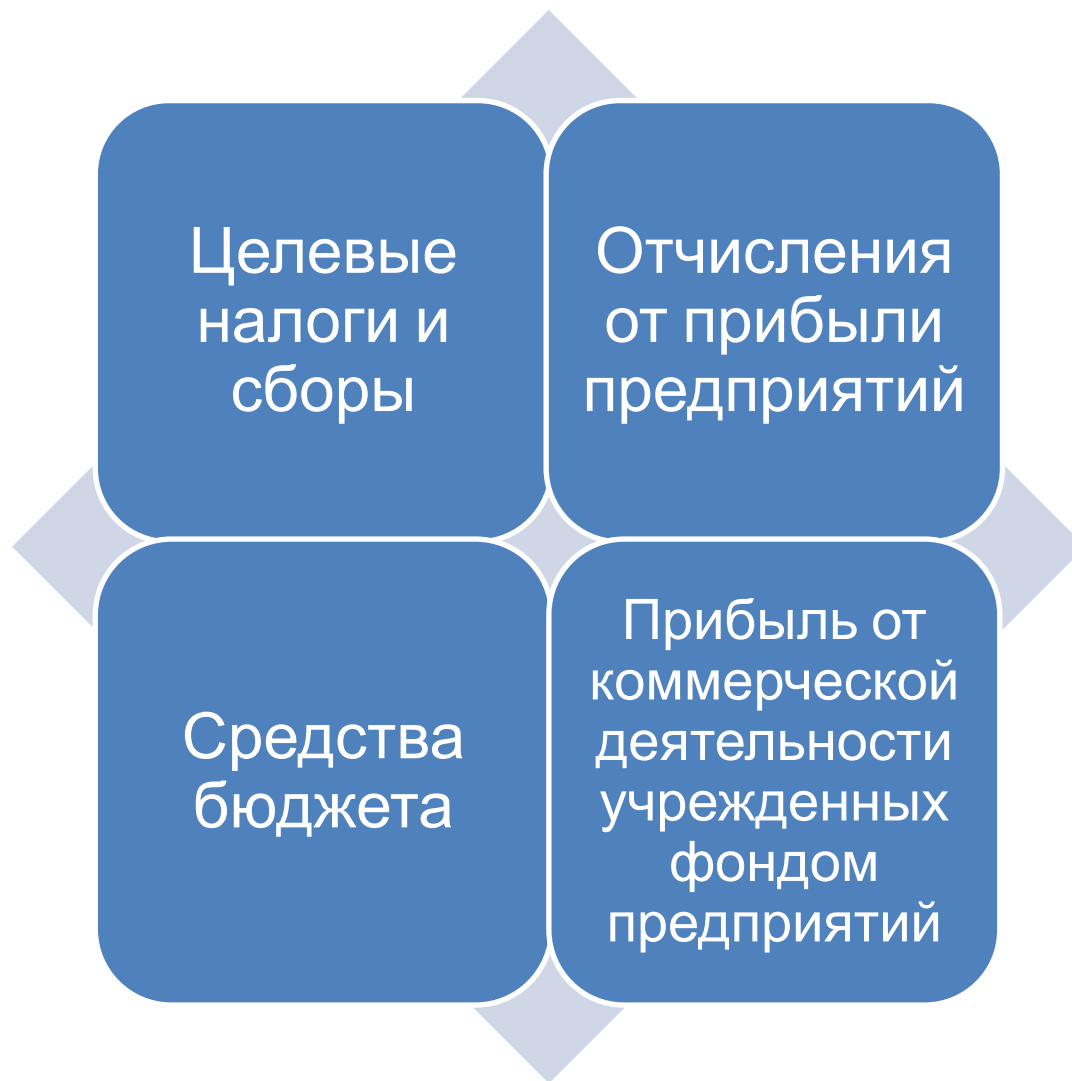 Целевые
налоги и
сборы
Отчисления
от прибыли
предприятий
Средства
бюджета
Прибыль от
коммерческой
деятельности
учрежденных
фондом
предприятий